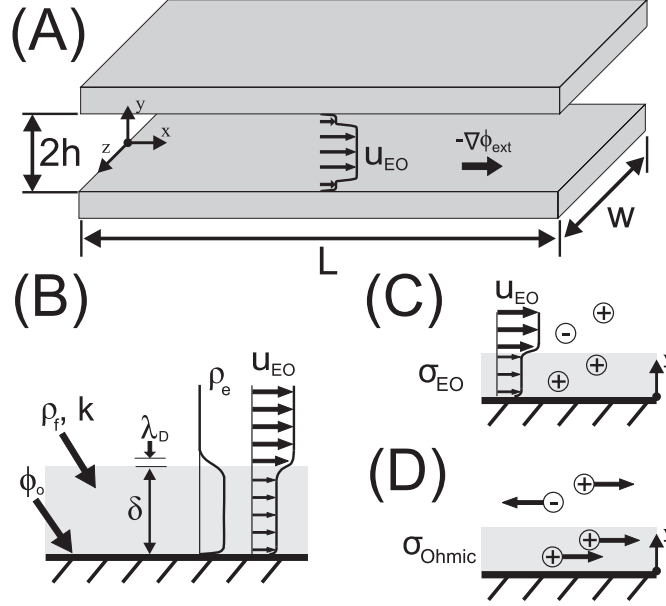 (A)
y
x
z
2h
u_EO
-∇ϕ_ext
w
L
(B)
ρ_f, k
ϕ_o
λ_D
δ
ρ_e
u_EO
(C)
u_EO
σ_EO
+
-
+
+
y
(D)
+
-
σ_Ohmic
+
+
y